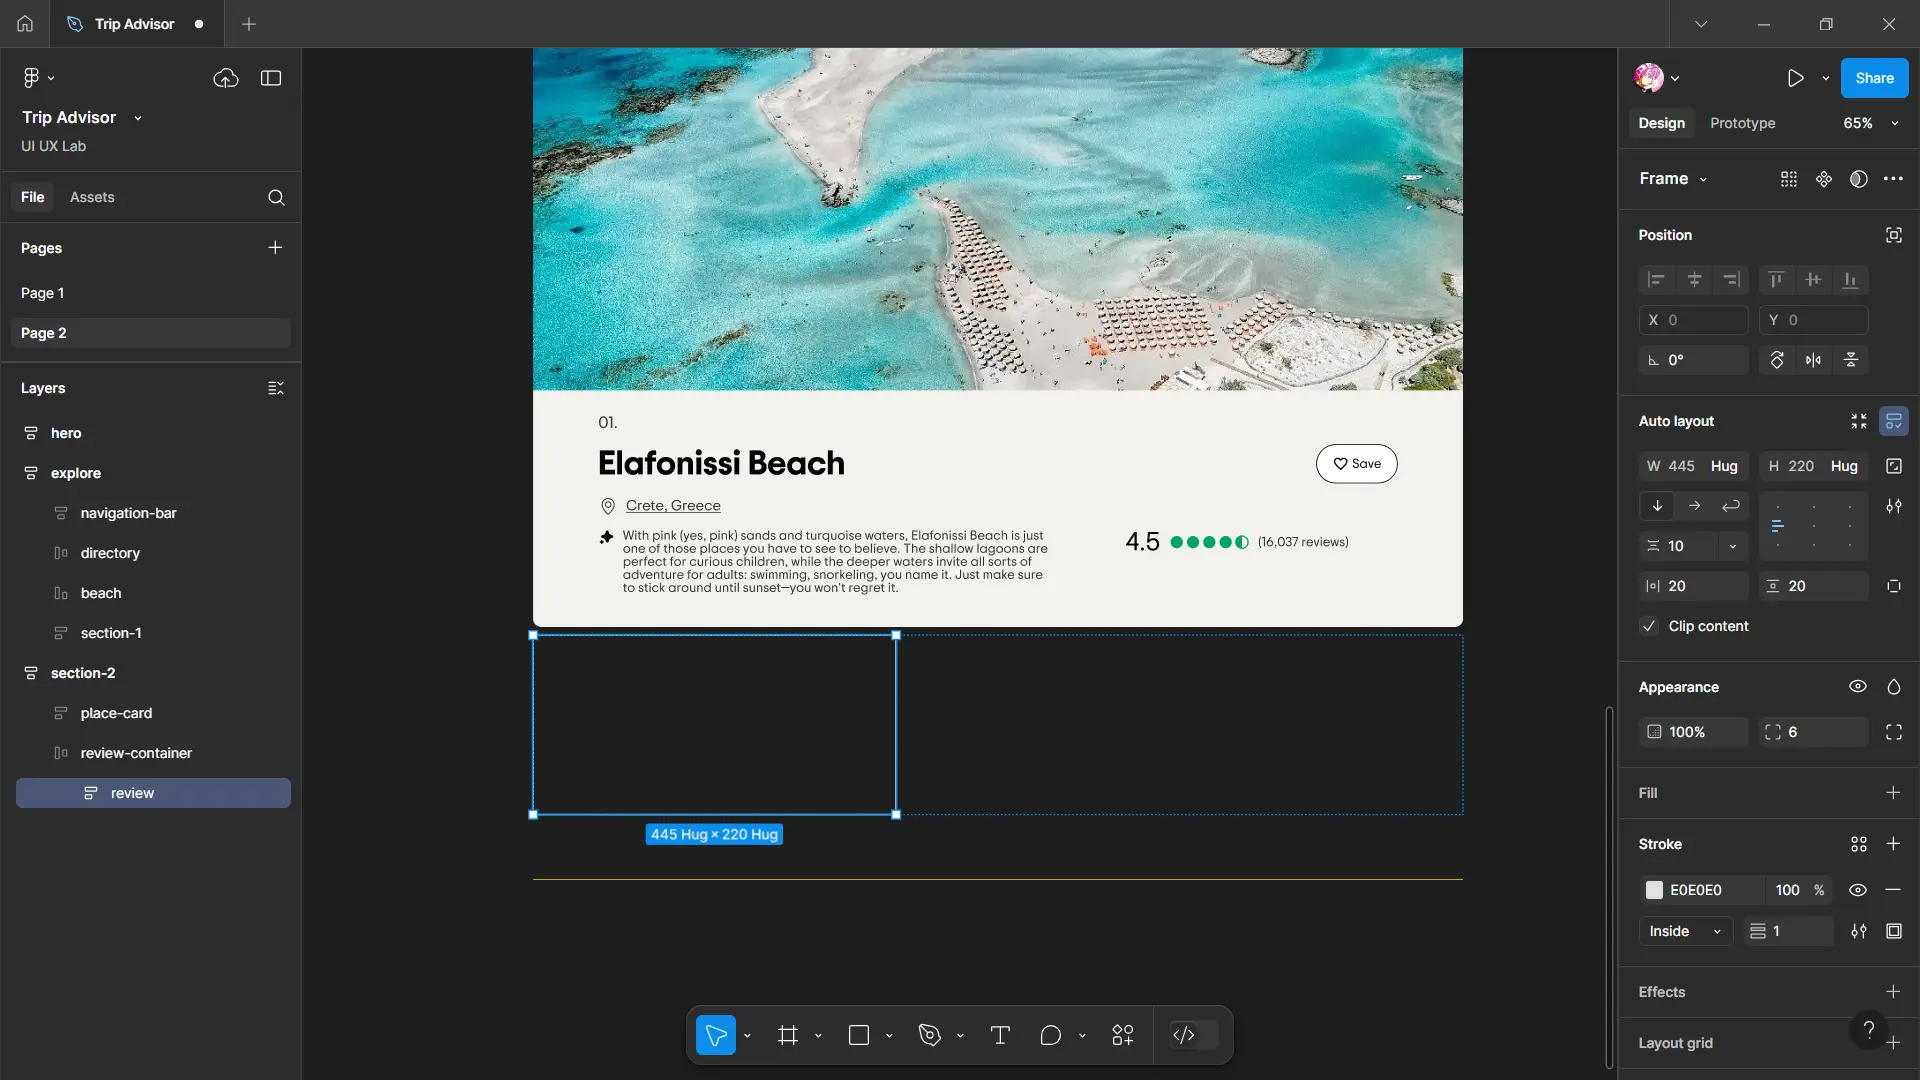 Trip Advisor
Trip Advisor
UI UX Lab
File Assets
Pages
Page 1
Page 2
Layers
hero
explore
navigation-bar
directory
beach
section-1
section-2
place-card
review-container
review
01.
Elafonissi Beach
Save
Crete, Greece
With pink (yes, pink) sands and turquoise waters, Elafonissi Beach is just
one of those places you have to see to believe. The shallow lagoons are
perfect for curious children, while the deeper waters invite all sorts of
adventure for adults: swimming, snorkeling, you name it. Just make sure
to stick around until sunset—you won't regret it.
4.5 (16,037 reviews)
445 Hug × 220 Hug
Share
Design Prototype 65%
Frame
Position
X 0 Y 0
0°
Auto layout
W 445 Hug H 220 Hug
10
20 20
Clip content
Appearance
100% 6
Fill
Stroke
E0E0E0 100 %
Inside 1
Effects
?
Layout grid